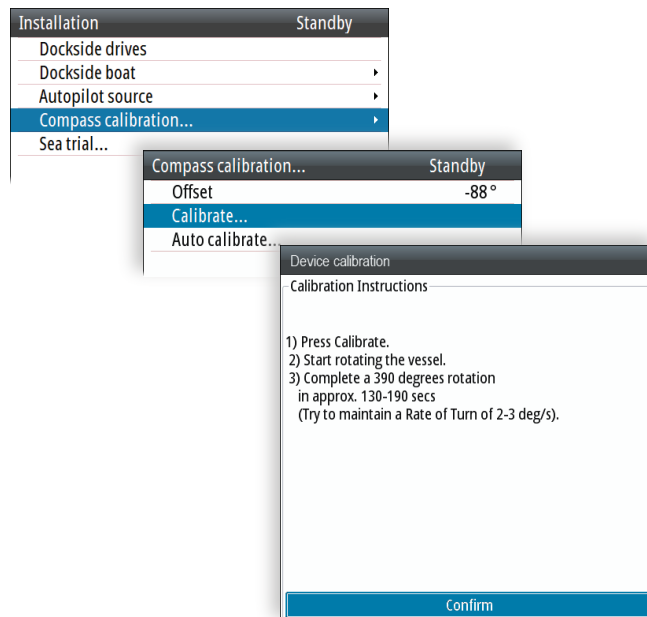 Installation Standby
Dockside drives
Dockside boat
Autopilot source
Compass calibration...
Sea trial...
Compass calibration... Standby
Offset -88°
Calibrate...
Auto calibrate...
Device calibration
Calibration Instructions
1) Press Calibrate.
2) Start rotating the vessel.
3) Complete a 390 degrees rotation
in approx. 130-190 secs
(Try to maintain a Rate of Turn of 2-3 deg/s).
Confirm